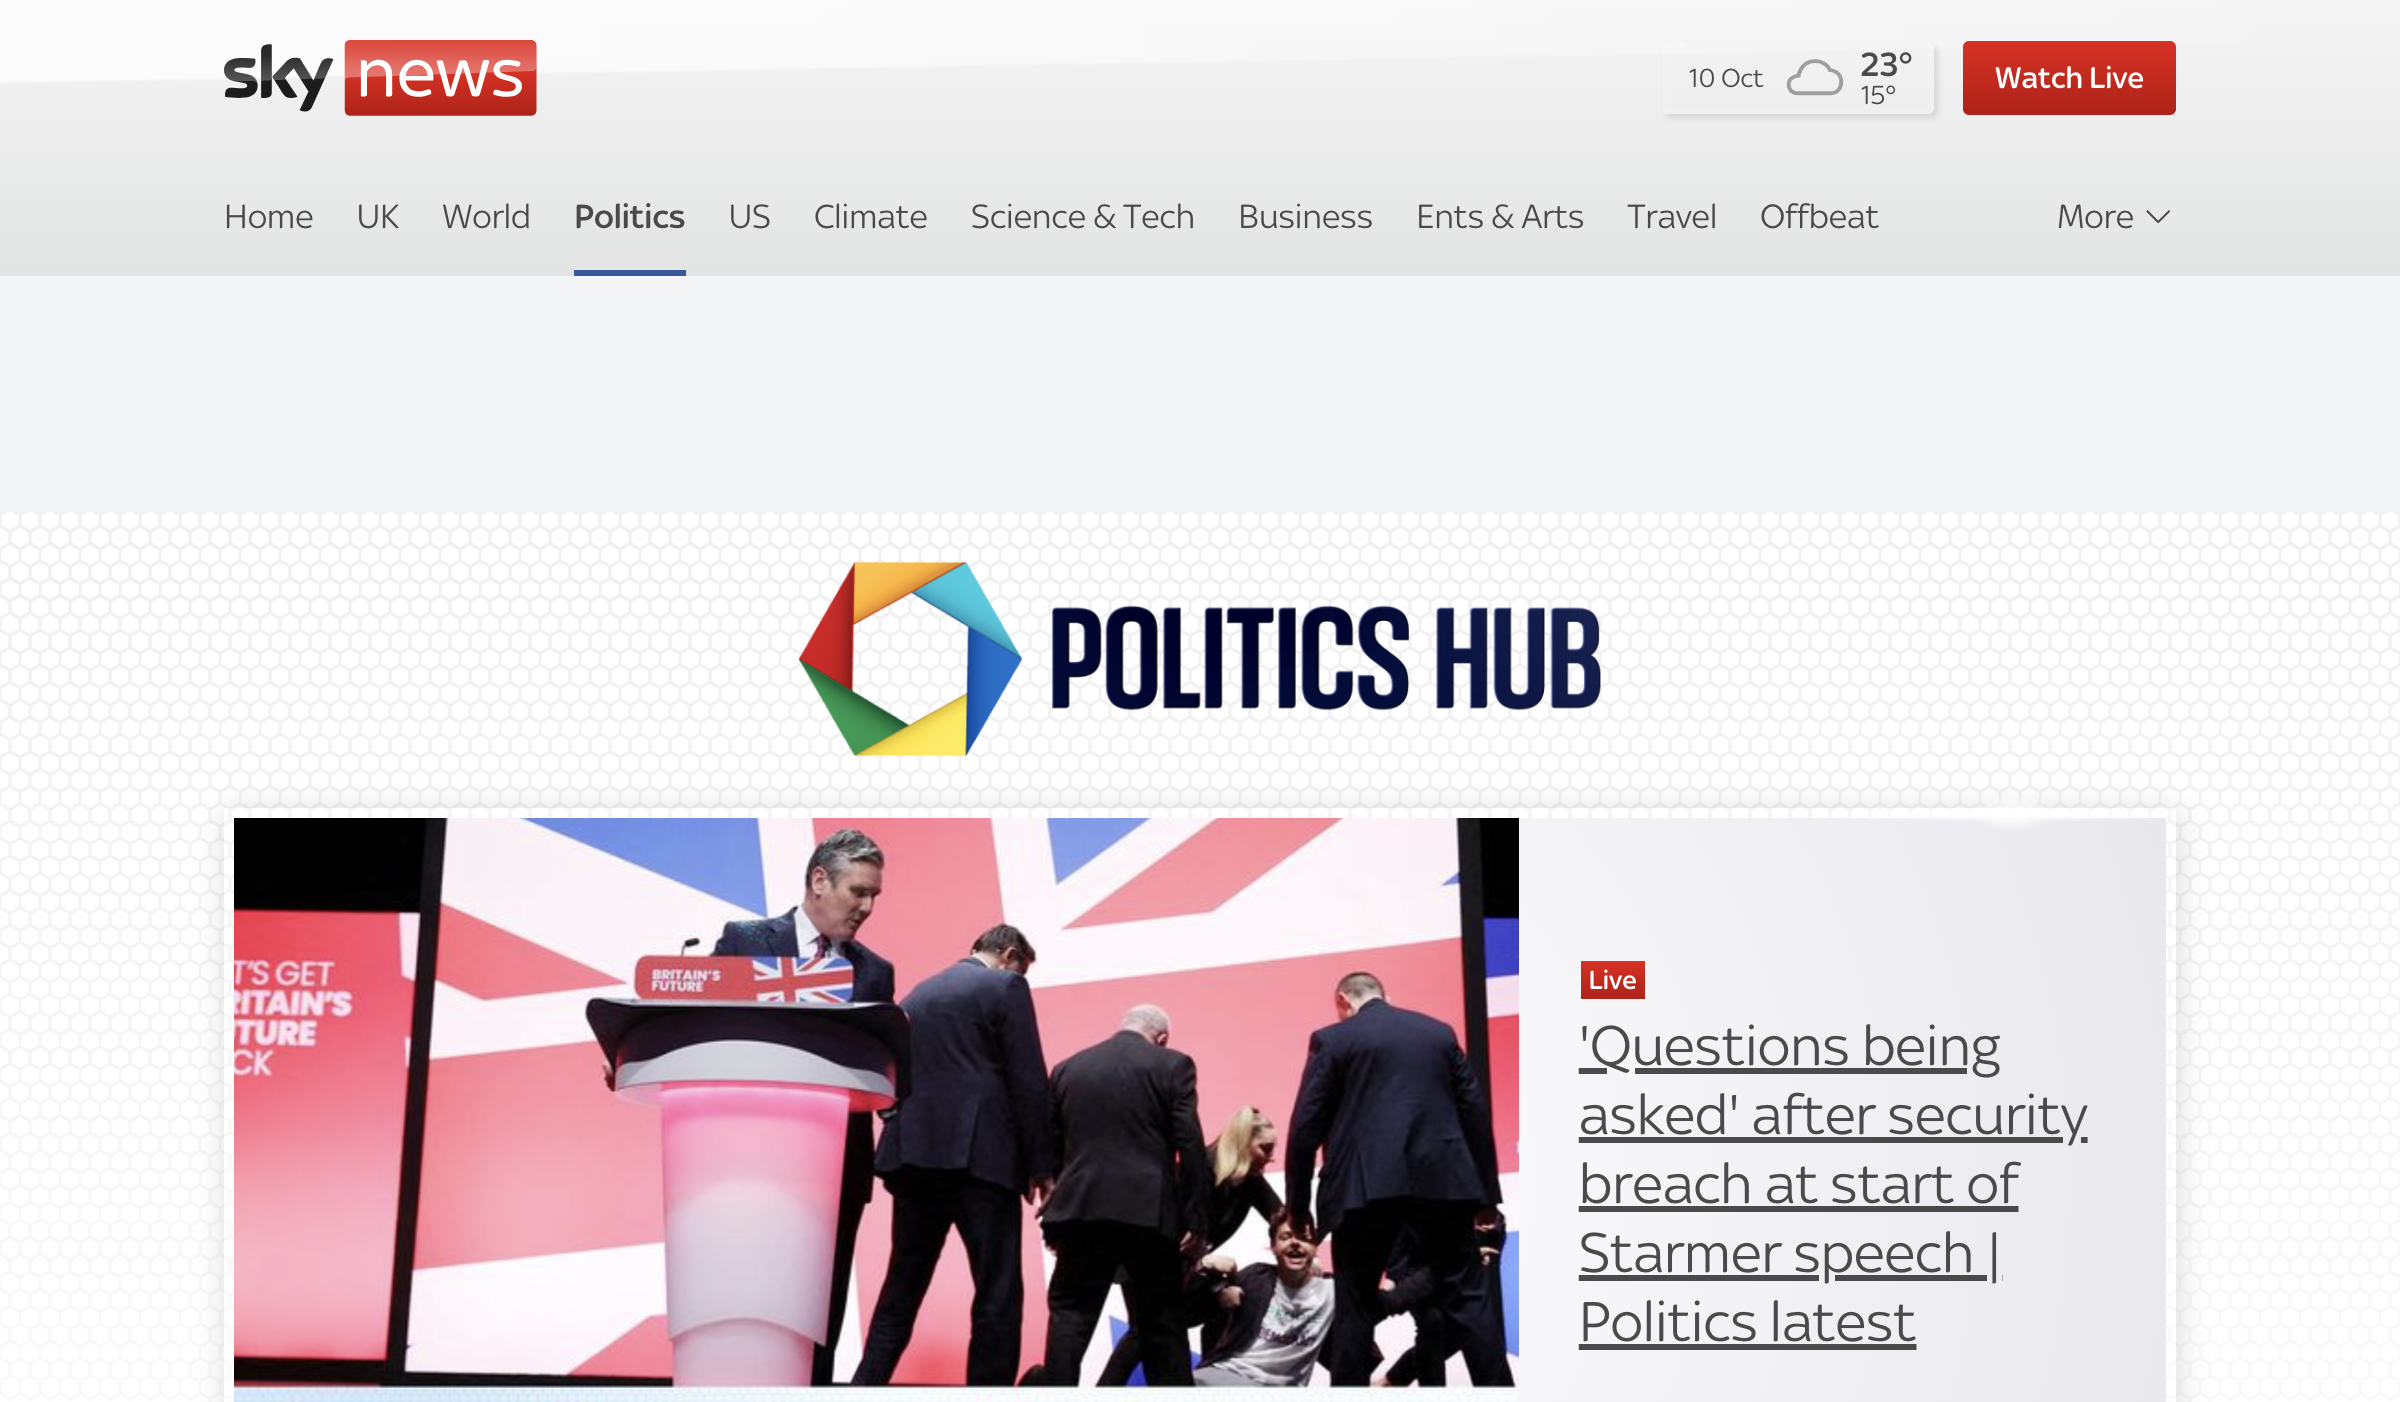 sky news
10 Oct
23°
15°
Watch Live
Home UK World Politics US Climate Science & Tech Business Ents & Arts Travel Offbeat More
POLITICS HUB
T'S GET
RITAIN'S
TURE
CK
BRITAIN'S
FUTURE
Live
'Questions being
asked' after security
breach at start of
Starmer speech |
Politics latest